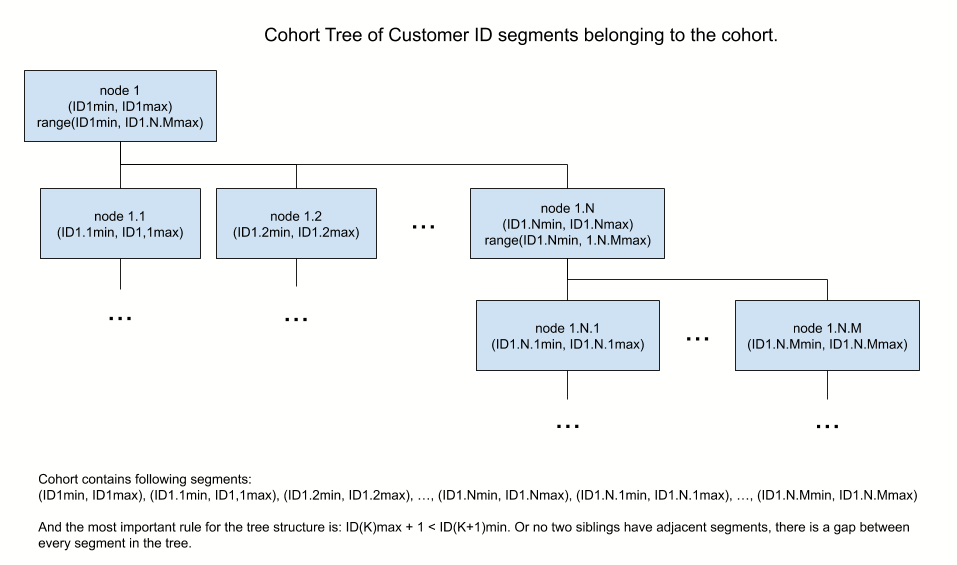 Cohort Tree of Customer ID segments belonging to the cohort.
node 1
(ID1min, ID1max)
range(ID1min, ID1.N.Mmax)
node 1.1
(ID1.1min, ID1,1max)
node 1.2
(ID1.2min, ID1.2max)
...
node 1.N
(ID1.Nmin, ID1.Nmax)
range(ID1.Nmin, 1.N.Mmax)
...
...
node 1.N.1
(ID1.N.1min, ID1.N.1max)
...
node 1.N.M
(ID1.N.Mmin, ID1.N.Mmax)
...
...
Cohort contains following segments:
(ID1min, ID1max), (ID1.1min, ID1,1max), (ID1.2min, ID1.2max), …, (ID1.Nmin, ID1.Nmax), (ID1.N.1min, ID1.N.1max), …, (ID1.N.Mmin, ID1.N.Mmax)
And the most important rule for the tree structure is: ID(K)max + 1 < ID(K+1)min. Or no two siblings have adjacent segments, there is a gap between
every segment in the tree.